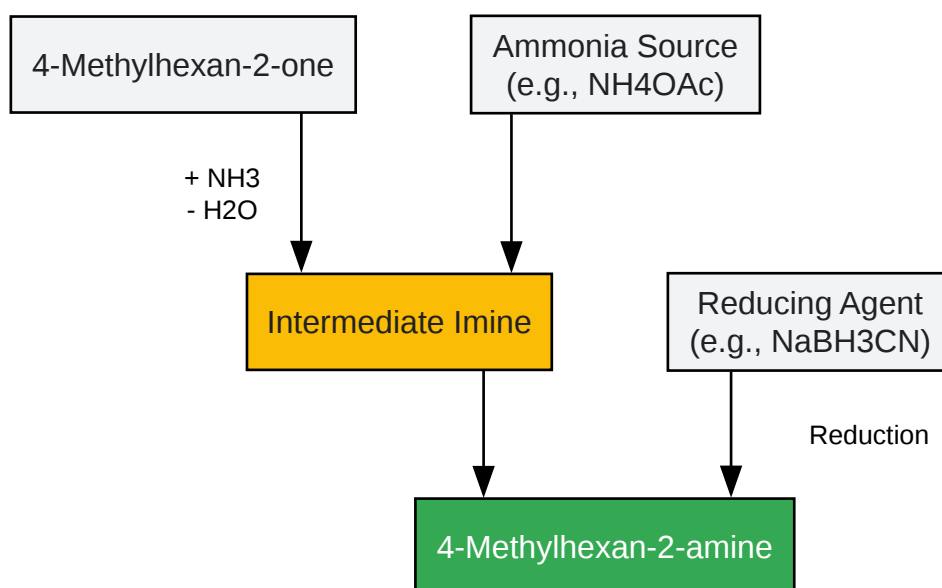 4-Methylhexan-2-one
Ammonia Source
(e.g., NH4OAc)
+ NH3
- H2O
Intermediate Imine
Reducing Agent
(e.g., NaBH3CN)
Reduction
4-Methylhexan-2-amine